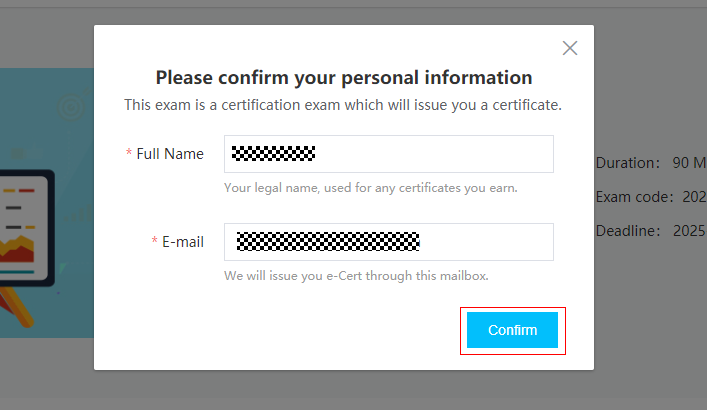 Please confirm your personal information
This exam is a certification exam which will issue you a certificate.
* Full Name
Your legal name, used for any certificates you earn.
* E-mail
We will issue you e-Cert through this mailbox.
Confirm
Duration: 90 M
Exam code: 202
Deadline: 2025